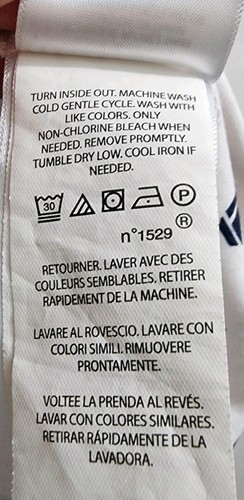 TURN INSIDE OUT. MACHINE WASH
COLD GENTLE CYCLE. WASH WITH
LIKE COLORS. ONLY
NON-CHLORINE BLEACH WHEN
NEEDED. REMOVE PROMPTLY.
TUMBLE DRY LOW. COOL IRON IF
NEEDED.
30 P
n°1529 ®
RETOURNER. LAVER AVEC DES
COULEURS SEMBLABLES. RETIRER
RAPIDEMENT DE LA MACHINE.
LAVARE AL ROVESCIO. LAVARE CON
COLORI SIMILI. RIMUOVERE
PRONTAMENTE.
VOLTEE LA PRENDA AL REVÉS.
LAVAR CON COLORES SIMILARES.
RETIRAR RÁPIDAMENTE DE LA
LAVADORA.